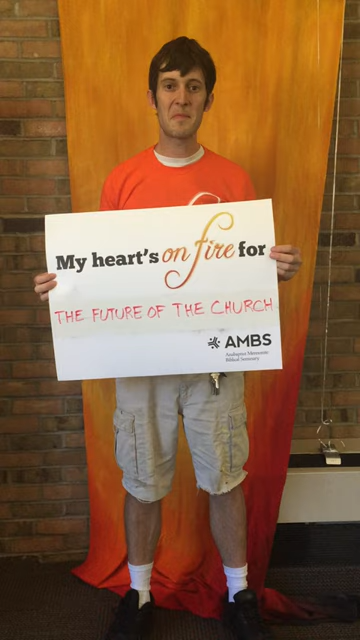 My heart's on fire for
THE FUTURE OF THE CHURCH
AMBS
Anabaptist Mennonite
Biblical Seminary